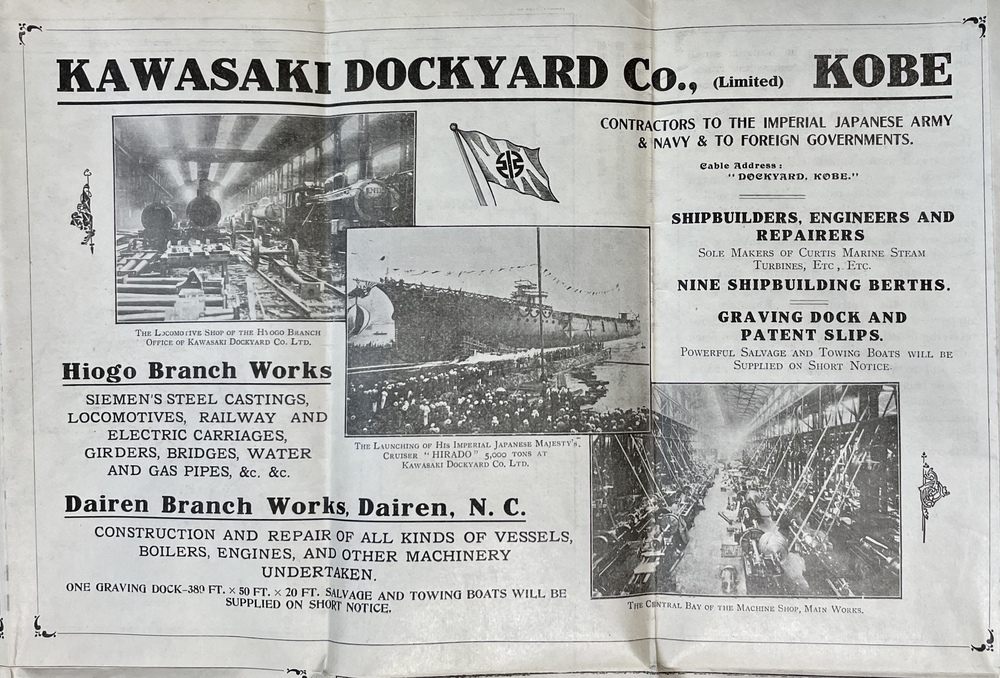 KAWASAKI DOCKYARD Co., (Limited) KOBE
CONTRACTORS TO THE IMPERIAL JAPANESE ARMY
& NAVY & TO FOREIGN GOVERNMENTS.
Cable Address:
"DOCKYARD, KOBE."
SHIPBUILDERS, ENGINEERS AND
REPAIRERS
SOLE MAKERS OF CURTIS MARINE STEAM
TURBINES, ETC., ETC.
NINE SHIPBUILDING BERTHS.
GRAVING DOCK AND
PATENT SLIPS.
POWERFUL SALVAGE AND TOWING BOATS WILL BE
SUPPLIED ON SHORT NOTICE.
THE LOCOMOTIVE SHOP OF THE HIOGO BRANCH
OFFICE OF KAWASAKI DOCKYARD CO. LTD.
Hiogo Branch Works
SIEMEN'S STEEL CASTINGS,
LOCOMOTIVES, RAILWAY AND
ELECTRIC CARRIAGES,
GIRDERS, BRIDGES, WATER
AND GAS PIPES, &c. &c.
THE LAUNCHING OF HIS IMPERIAL JAPANESE MAJESTY'S
CRUISER "HIRADO" 5,000 TONS AT
KAWASAKI DOCKYARD CO. LTD.
Dairen Branch Works, Dairen, N. C.
CONSTRUCTION AND REPAIR OF ALL KINDS OF VESSELS,
BOILERS, ENGINES, AND OTHER MACHINERY
UNDERTAKEN.
ONE GRAVING DOCK-380 FT. × 50 FT. × 20 FT. SALVAGE AND TOWING BOATS WILL BE
SUPPLIED ON SHORT NOTICE.
THE CENTRAL BAY OF THE MACHINE SHOP, MAIN WORKS.